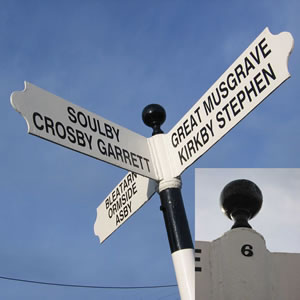 SOULBY
CROSBY GARRETT
GREAT MUSGRAVE
KIRKBY STEPHEN
BLEATARN
ORMSIDE
ASBY
E
6